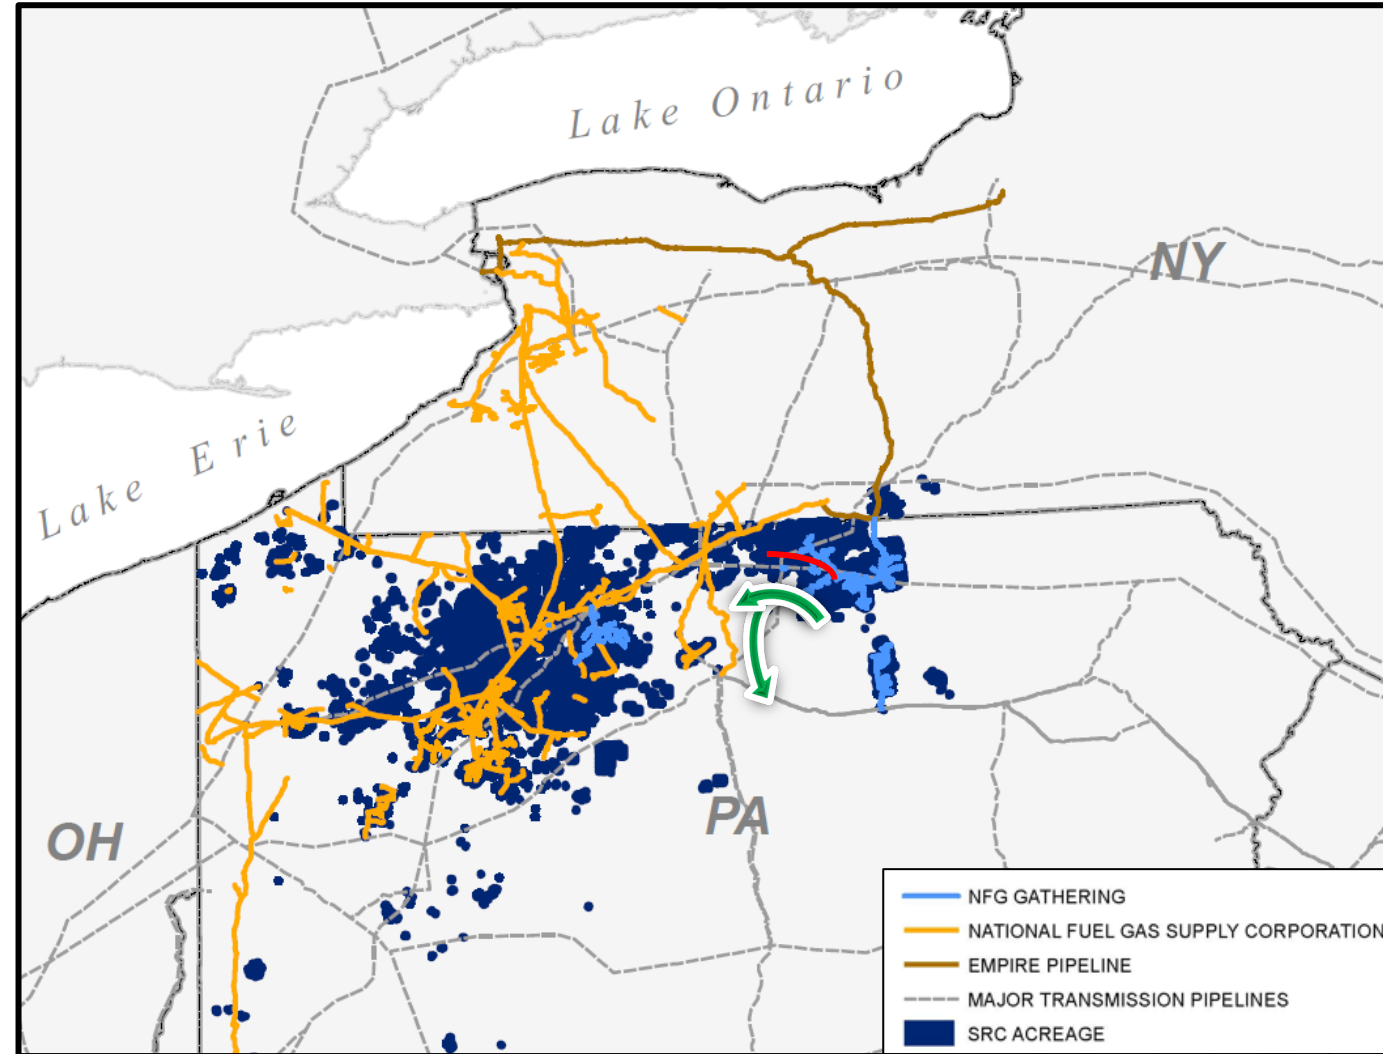 Lake Ontario
NY
Lake Erie
PA
OH
NFG GATHERING
NATIONAL FUEL GAS SUPPLY CORPORATION
EMPIRE PIPELINE
MAJOR TRANSMISSION PIPELINES
SRC ACREAGE